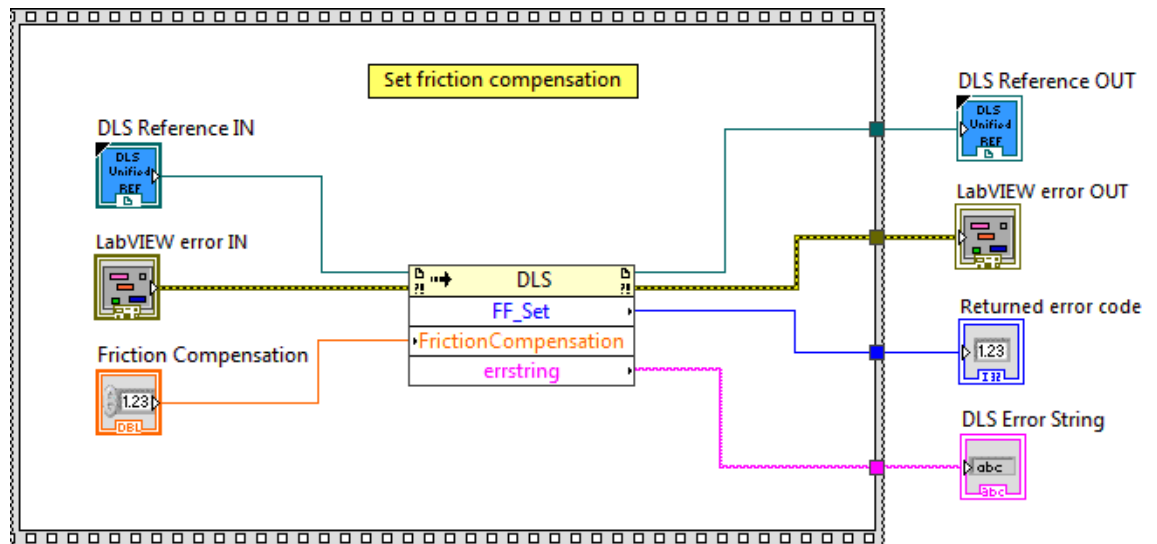 Set friction compensation
DLS Reference IN
DLS
Unified
REF
LabVIEW error IN
Friction Compensation
1.23
DBL
?!
DLS
?!
FF_Set
FrictionCompensation
errstring
DLS Reference OUT
DLS
Unified
REF
LabVIEW error OUT
Returned error code
1.23
I32
DLS Error String
abc
abc